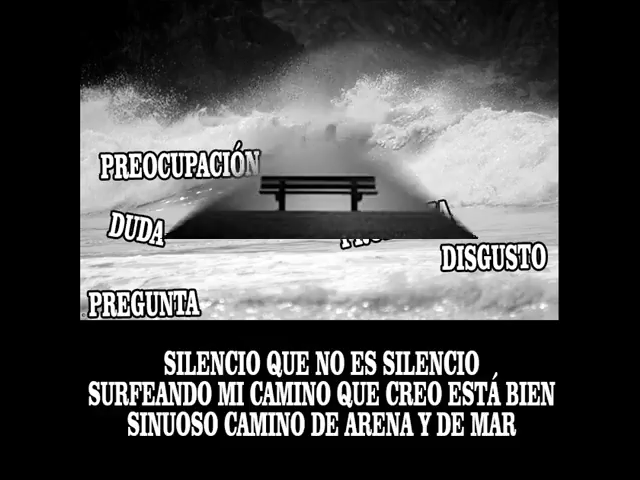 PREOCUPACIÓN
DUDA
DISGUSTO
PREGUNTA
SILENCIO QUE NO ES SILENCIO
SURFEANDO MI CAMINO QUE CREO ESTÁ BIEN
SINUOSO CAMINO DE ARENA Y DE MAR